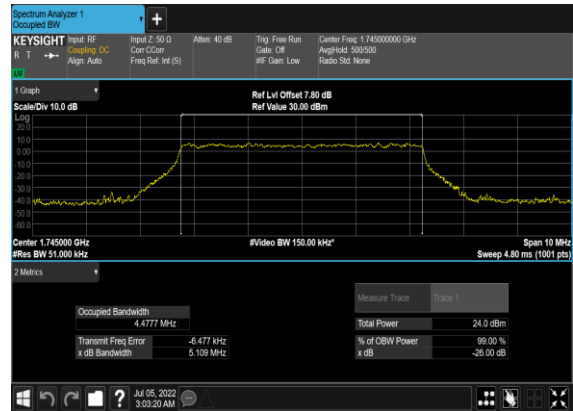 Spectrum Analyzer 1
Occupied BW
+
KEYSIGHT Input: RF Input Z: 50 Ω Atten: 40 dB Trig: Free Run Center Freq: 1.745000000 GHz
R T Coupling: DC Corr CCorr Gate: Off Avg|Hold: 500/500
Align: Auto Freq Ref: Int (S) #IF Gain: Low Radio Std: None
1 Graph
Ref Lvl Offset 7.80 dB
Scale/Div 10.0 dB Ref Value 30.00 dBm
Log
20.0
10.0
0.00
-10.0
-20.0
-30.0
-40.0
-50.0
-60.0
Center 1.745000 GHz #Video BW 150.00 kHz* Span 10 MHz
#Res BW 51.000 kHz Sweep 4.80 ms (1001 pts)
2 Metrics
Measure Trace Trace 1
Occupied Bandwidth
4.4777 MHz Total Power 24.0 dBm
Transmit Freq Error -6.477 kHz % of OBW Power 99.00 %
x dB Bandwidth 5.109 MHz x dB -26.00 dB
? Jul 05, 2022
3:03:20 AM